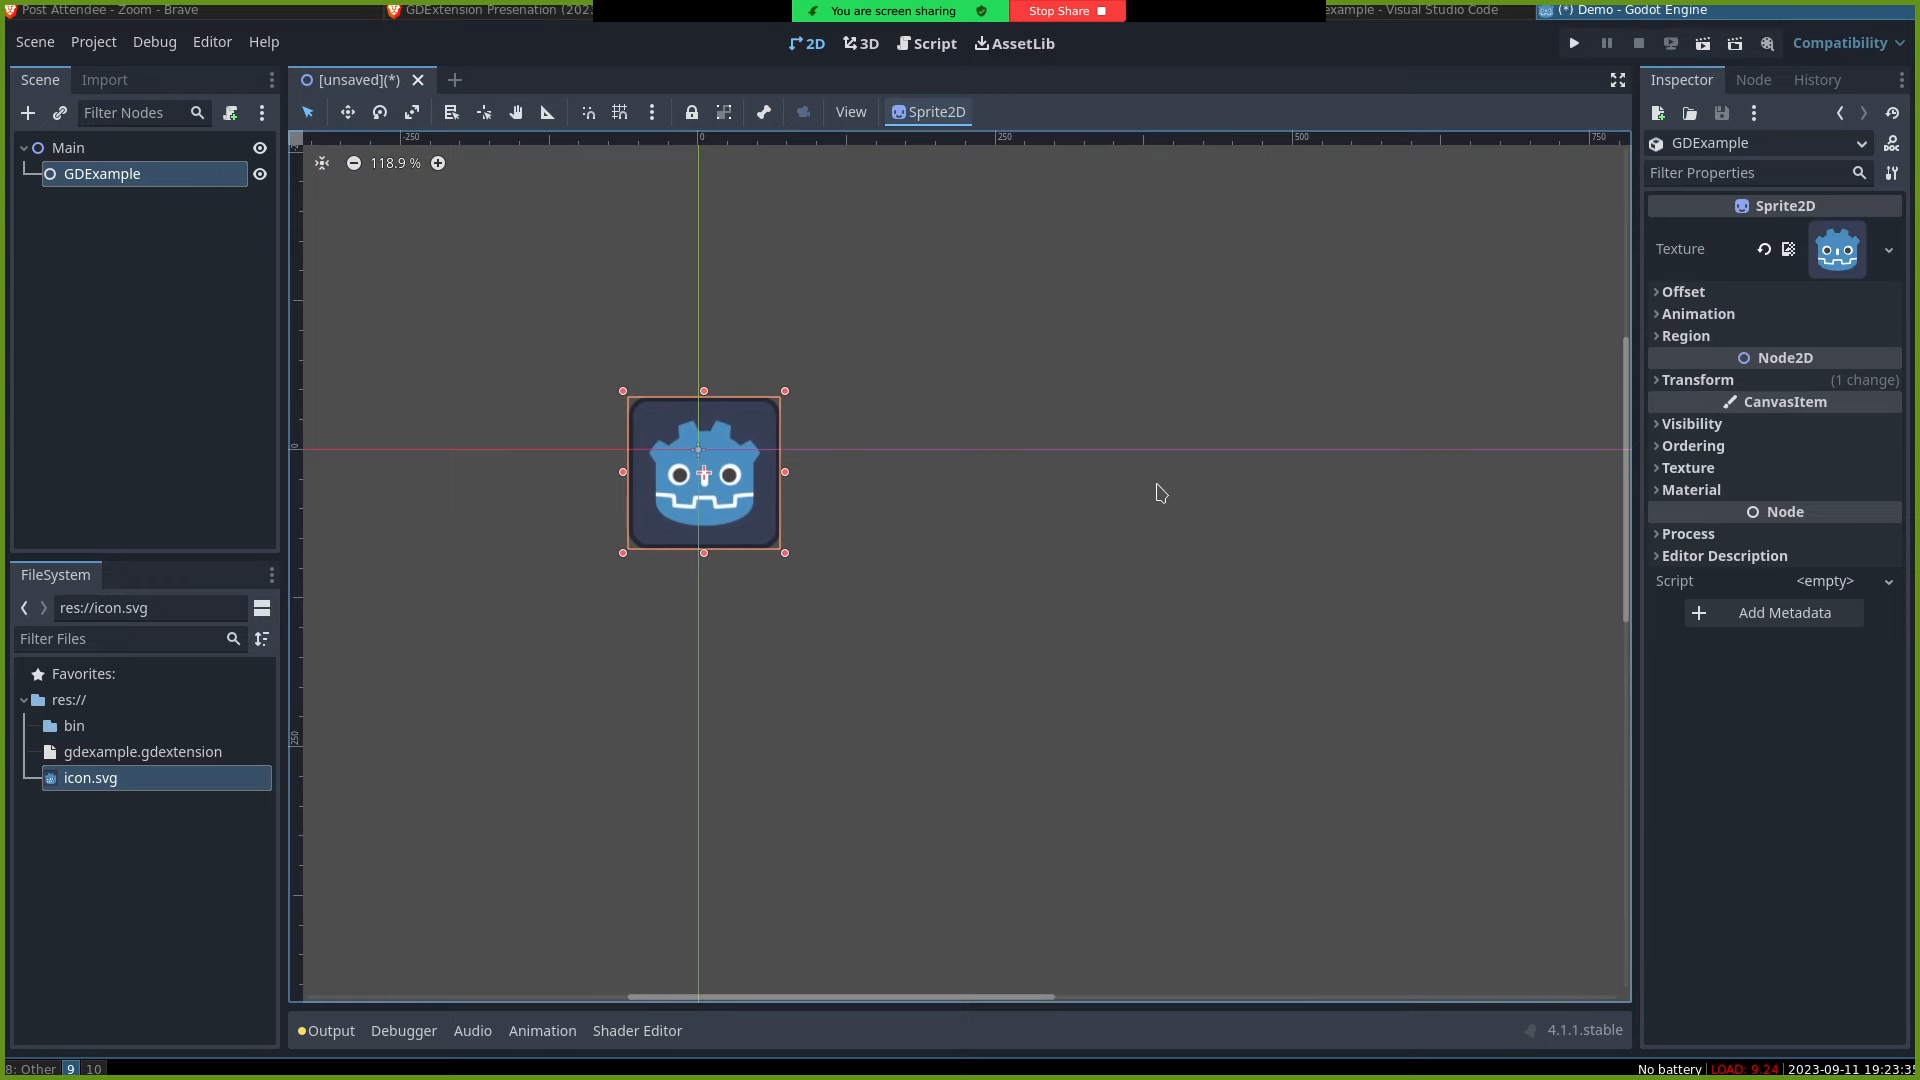 Post Attendee - Zoom - Brave
GDExtension Presenation (202
You are screen sharing
Stop Share
example - Visual Studio Code
(*) Demo - Godot Engine
Scene Project Debug Editor Help
2D 3D Script AssetLib
Compatibility
Scene Import
[unsaved](*)
Inspector Node History
Filter Nodes
View Sprite2D
Main
GDExample
-250 0 250 500 750
118.9 %
0
250
GDExample
Filter Properties
Sprite2D
Texture
Offset
Animation
Region
Node2D
Transform (1 change)
CanvasItem
Visibility
Ordering
Texture
Material
Node
Process
Editor Description
Script <empty>
Add Metadata
FileSystem
res://icon.svg
Filter Files
Favorites:
res://
bin
gdexample.gdextension
icon.svg
Output Debugger Audio Animation Shader Editor
4.1.1.stable
8: Other 9 10
No battery LOAD: 9.24 2023-09-11 19:23:35